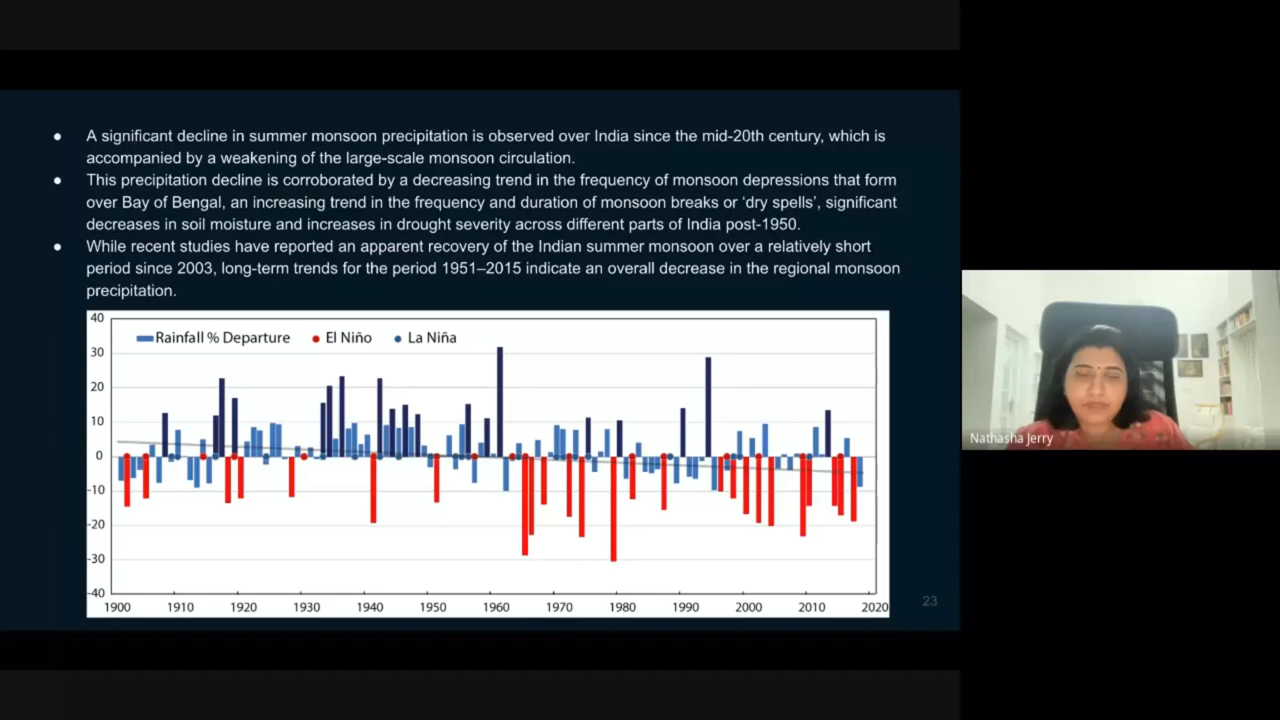 ● A significant decline in summer monsoon precipitation is observed over India since the mid-20th century, which is
accompanied by a weakening of the large-scale monsoon circulation.
● This precipitation decline is corroborated by a decreasing trend in the frequency of monsoon depressions that form
over Bay of Bengal, an increasing trend in the frequency and duration of monsoon breaks or ‘dry spells’, significant
decreases in soil moisture and increases in drought severity across different parts of India post-1950.
● While recent studies have reported an apparent recovery of the Indian summer monsoon over a relatively short
period since 2003, long-term trends for the period 1951–2015 indicate an overall decrease in the regional monsoon
precipitation.
Rainfall % Departure El Niño La Niña
40
30
20
10
0
-10
-20
-30
-40
1900 1910 1920 1930 1940 1950 1960 1970 1980 1990 2000 2010 2020
23
Nathasha Jerry